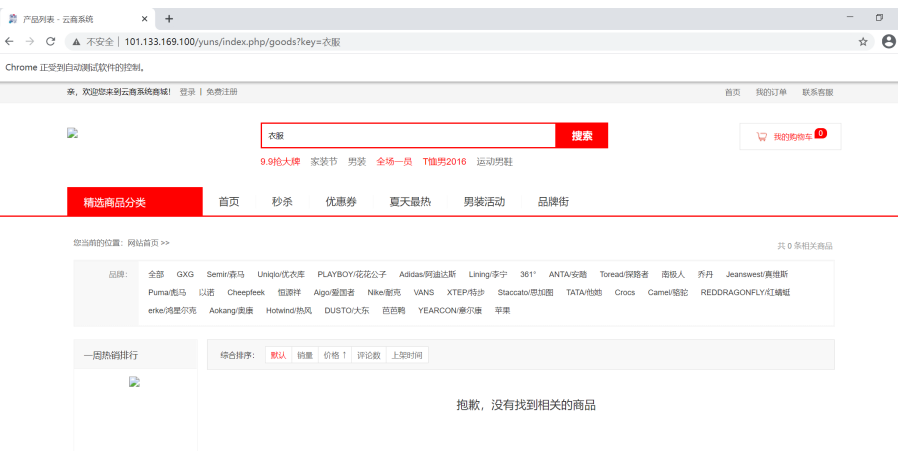 产品列表 - 云商系统
不安全 101.133.169.100/yuns/index.php/goods?key=衣服
Chrome 正受到自动测试软件的控制。
亲，欢迎您来到云商系统商城！ 登录 | 免费注册 首页 我的订单 联系客服
衣服 搜索 我的购物车 0
9.9抢大牌 家装节 男装 全场一员 T恤男2016 运动男鞋
精选商品分类 首页 秒杀 优惠券 夏天最热 男装活动 品牌街
您当前的位置： 网站首页 >> 共 0 条相关商品
品牌： 全部 GXG Semir/森马 Uniqlo/优衣库 PLAYBOY/花花公子 Adidas/阿迪达斯 Lining/李宁 361° ANTA/安踏 Toread/探路者 南极人 乔丹 Jeanswest/真维斯
Puma/彪马 以诺 Cheepfeek 恒源祥 Aigo/爱国者 Nike/耐克 VANS XTEP/特步 Staccato/思加图 TATA/他她 Crocs Camel/骆驼 REDDRAGONFLY/红蜻蜓
erke/鸿星尔克 Aokang/奥康 Hotwind/热风 DUSTO/大东 芭芭鸭 YEARCON/意尔康 苹果
一周热销排行 综合排序： 默认 销量 价格↑ 评论数 上架时间
抱歉，没有找到相关的商品